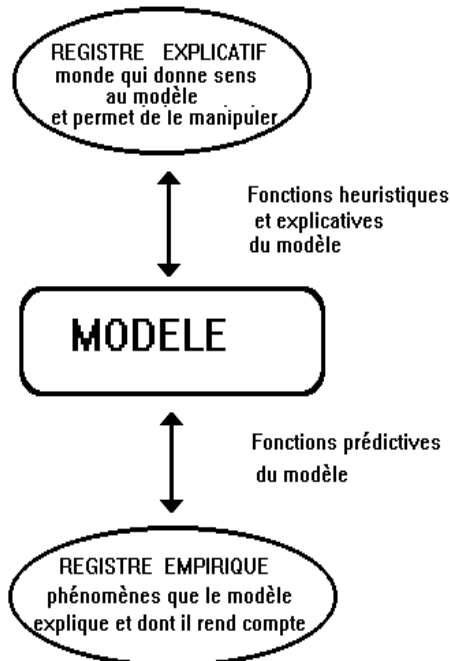 REGISTRE EXPLICATIF
monde qui donne sens
au modèle
et permet de le manipuler
Fonctions heuristiques
et explicatives
du modèle
MODELE
Fonctions prédictives
du modèle
REGISTRE EMPIRIQUE
phénomènes que le modèle
explique et dont il rend compte